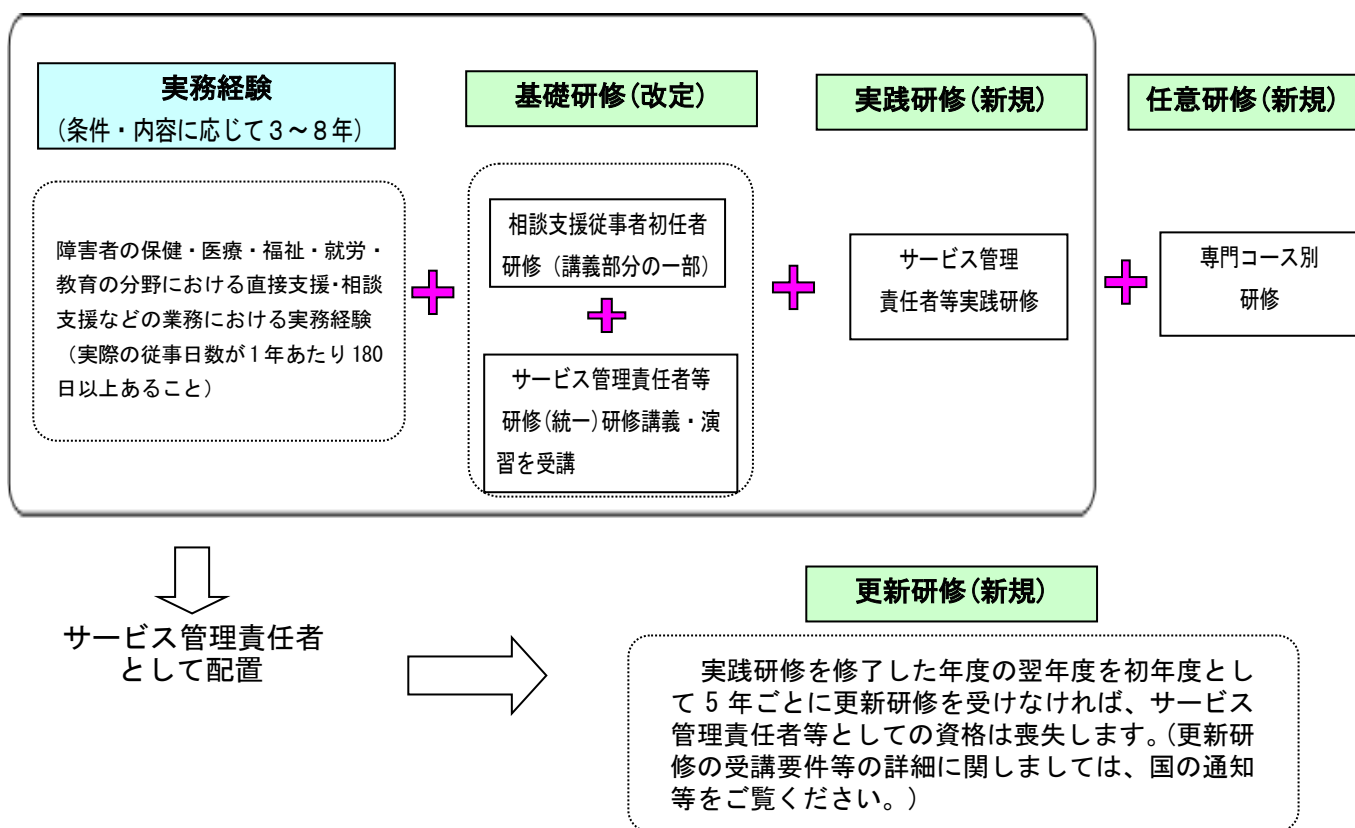 実務経験
(条件・内容に応じて3~8年)
障害者の保健・医療・福祉・就労・
教育の分野における直接支援・相談
支援などの業務における実務経験
(実際の従事日数が1年あたり180
日以上あること)
基礎研修(改定)
相談支援従事者初任者
研修(講義部分の一部)
サービス管理責任者等
研修(統一)研修講義・演
習を受講
実践研修(新規)
サービス管理
責任者等実践研修
任意研修(新規)
専門コース別
研修
サービス管理責任者
として配置
更新研修(新規)
実践研修を修了した年度の翌年度を初年度とし
て5年ごとに更新研修を受けなければ、サービス
管理責任者等としての資格は喪失します。(更新研
修の受講要件等の詳細に関しましては、国の通知
等をご覧ください。)